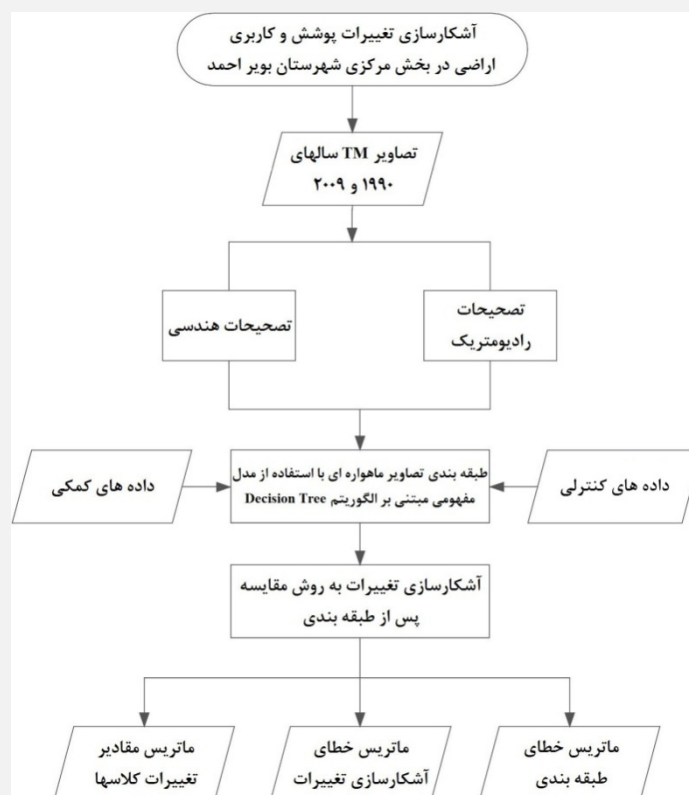 آشکارسازی تغییرات پوشش و کاربری
اراضی در بخش مرکزی شهرستان بویر احمد
تصاویر TM سالهای
۱۹۹۰ و ۲۰۰۹
تصحیحات
رادیومتریک
تصحیحات هندسی
داده های کنترلی
طبقه بندی تصاویر ماهواره ای با استفاده از مدل
مفهومی مبتنی بر الگوریتم Decision Tree
داده های کمکی
آشکارسازی تغییرات به روش مقایسه
پس از طبقه بندی
ماتریس خطای
طبقه بندی
ماتریس خطای
آشکارسازی تغییرات
ماتریس مقادیر
تغییرات کلاسها